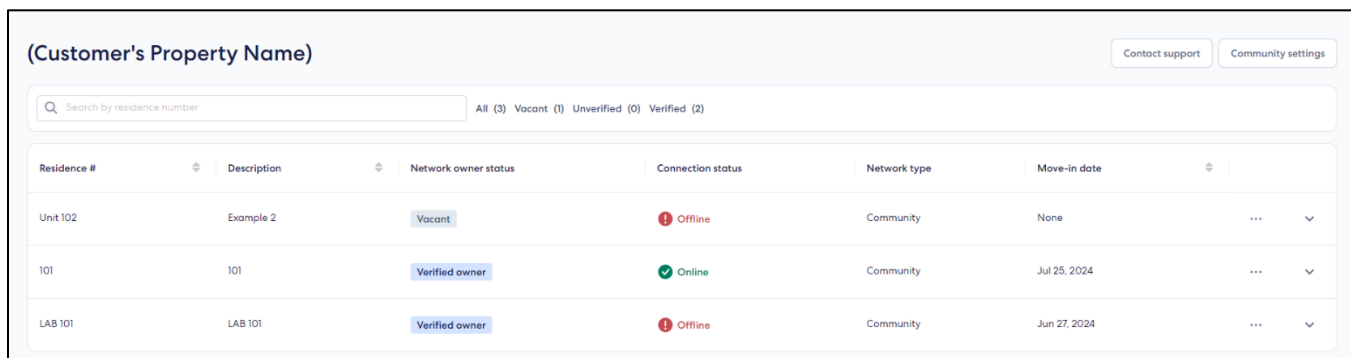 (Customer's Property Name)
Contact support
Community settings
Search by residence number
All (3) Vacant (1) Unverified (0) Verified (2)
Residence # Description Network owner status Connection status Network type Move-in date
Unit 102 Example 2 Vacant Offline Community None
101 101 Verified owner Online Community Jul 25, 2024
LAB 101 LAB 101 Verified owner Offline Community Jun 27, 2024